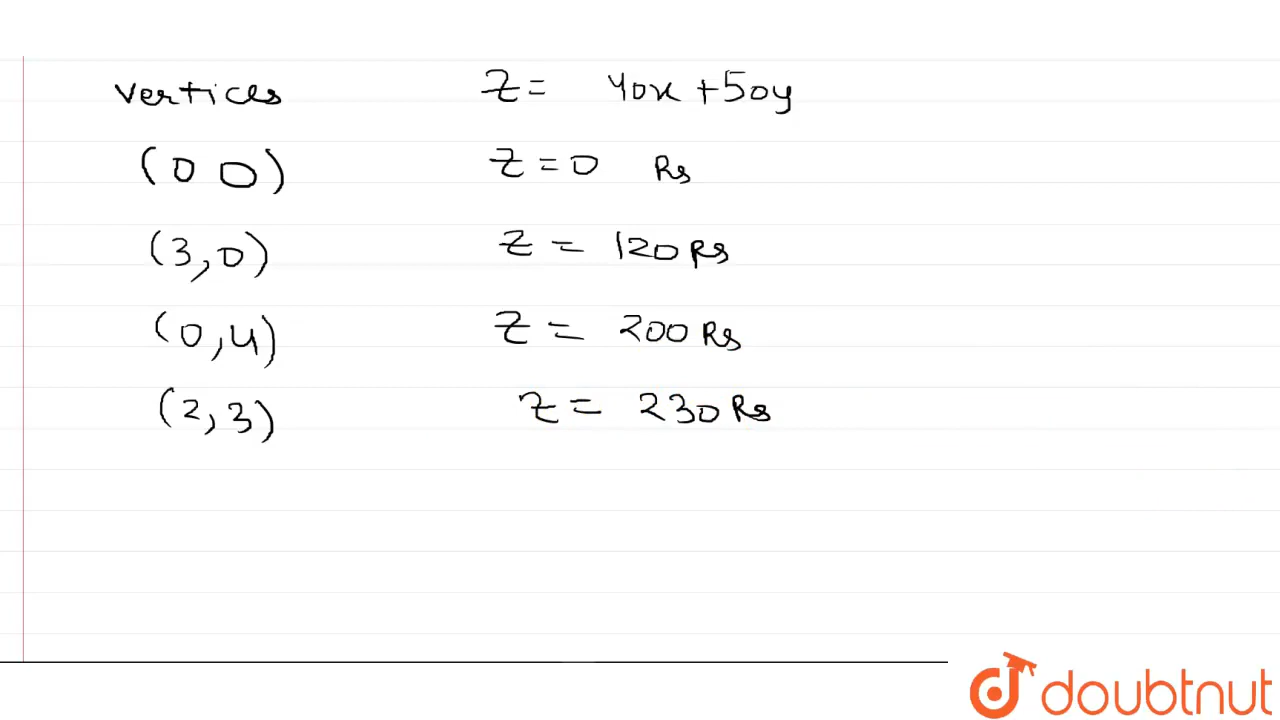 vertices Z= 40x+50y
(0 0) Z=0 Rs
(3,0) Z = 120 Rs
(0,4) Z = 200 Rs
(2,3) Z = 230 Rs
doubtnut